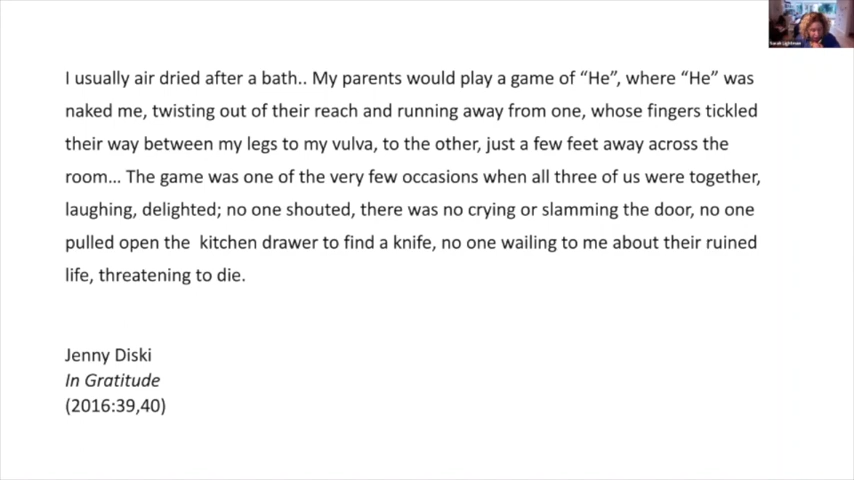 Sarah Lightman
I usually air dried after a bath.. My parents would play a game of “He”, where “He” was
naked me, twisting out of their reach and running away from one, whose fingers tickled
their way between my legs to my vulva, to the other, just a few feet away across the
room... The game was one of the very few occasions when all three of us were together,
laughing, delighted; no one shouted, there was no crying or slamming the door, no one
pulled open the kitchen drawer to find a knife, no one wailing to me about their ruined
life, threatening to die.
Jenny Diski
In Gratitude
(2016:39,40)